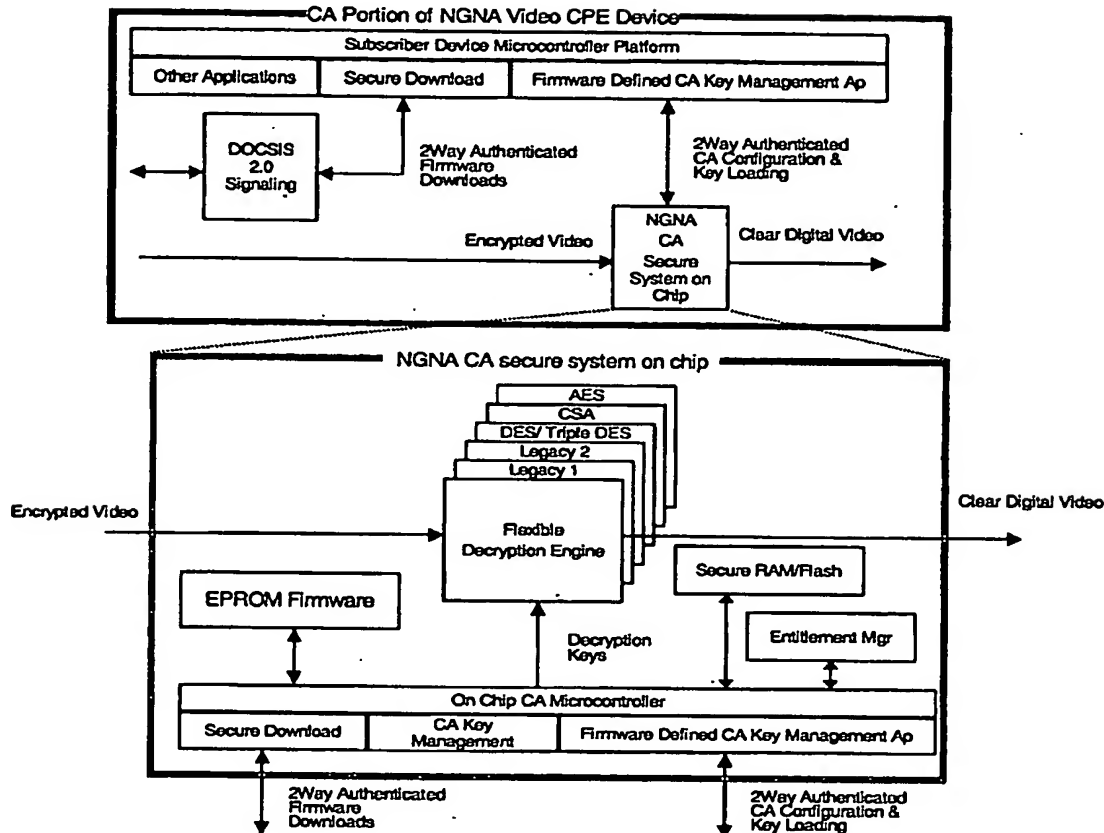 CA Portion of NGNA Video CPE Device
Subscriber Device Microcontroller Platform
Other Applications
Secure Download
Firmware Defined CA Key Management Ap
DOCSIS
2.0
Signaling
2Way Authenticated
Firmware
Downloads
2Way Authenticated
CA Configuration &
Key Loading
Encrypted Video
NGNA
CA
Secure
System on
Chip
Clear Digital Video
NGNA CA secure system on chip
AES
CSA
DES/ Triple DES
Legacy 2
Legacy 1
Flexible
Decryption Engine
Encrypted Video
Clear Digital Video
EPROM Firmware
Secure RAM/Flash
Decryption
Keys
Entitlement Mgr
On Chip CA Microcontroller
Secure Download
CA Key
Management
Firmware Defined CA Key Management Ap
2Way Authenticated
Firmware
Downloads
2Way Authenticated
CA Configuration &
Key Loading